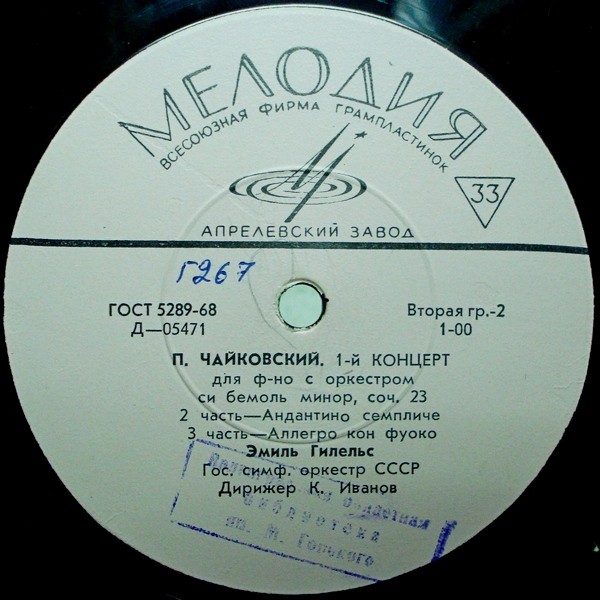 МЕЛОДИЯ
ВСЕСОЮЗНАЯ ФИРМА ГРАМПЛАСТИНОК
33
АПРЕЛЕВСКИЙ ЗАВОД
Г267
ГОСТ 5289-68
Д—05471
Вторая гр.-2
1-00
П. ЧАЙКОВСКИЙ. 1-й КОНЦЕРТ
для ф-но с оркестром
си бемоль минор, соч. 23
2 часть—Андантино семпличе
3 часть—Аллегро кон фуоко
Эмиль Гилельс
Гос. симф. оркестр СССР
Дирижер К. Иванов
библиотека
им. М. Горького